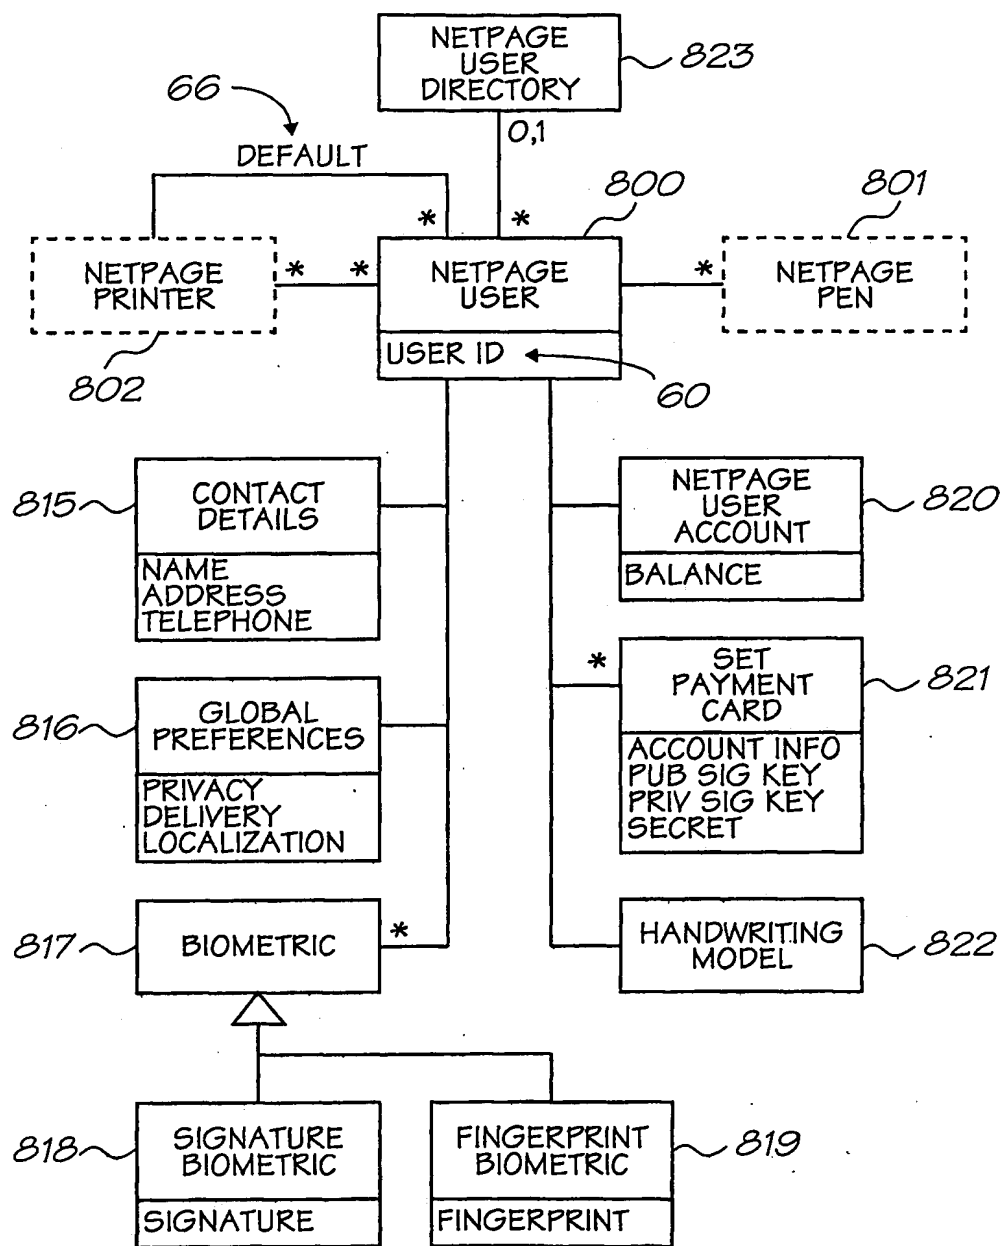 NETPAGE
USER
DIRECTORY
823
0,1
66
DEFAULT
*
*
800
801
NETPAGE
PRINTER
*
*
NETPAGE
USER
*
NETPAGE
PEN
802
USER ID
60
815
CONTACT
DETAILS
NAME
ADDRESS
TELEPHONE
NETPAGE
USER
ACCOUNT
BALANCE
820
816
GLOBAL
PREFERENCES
PRIVACY
DELIVERY
LOCALIZATION
*
SET
PAYMENT
CARD
ACCOUNT INFO
PUB SIG KEY
PRIV SIG KEY
SECRET
821
817
BIOMETRIC
*
HANDWRITING
MODEL
822
818
SIGNATURE
BIOMETRIC
SIGNATURE
FINGERPRINT
BIOMETRIC
FINGERPRINT
819